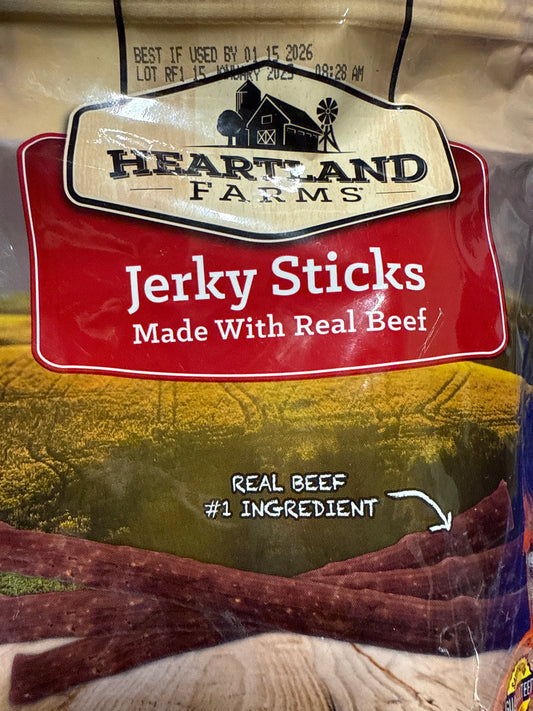 BEST IF USED BY 01 15 2026
LOT RF1 15 JANUARY 2025 08:28 AM
HEARTLAND
FARMS
Jerky Sticks
Made With Real Beef
REAL BEEF
#1 INGREDIENT